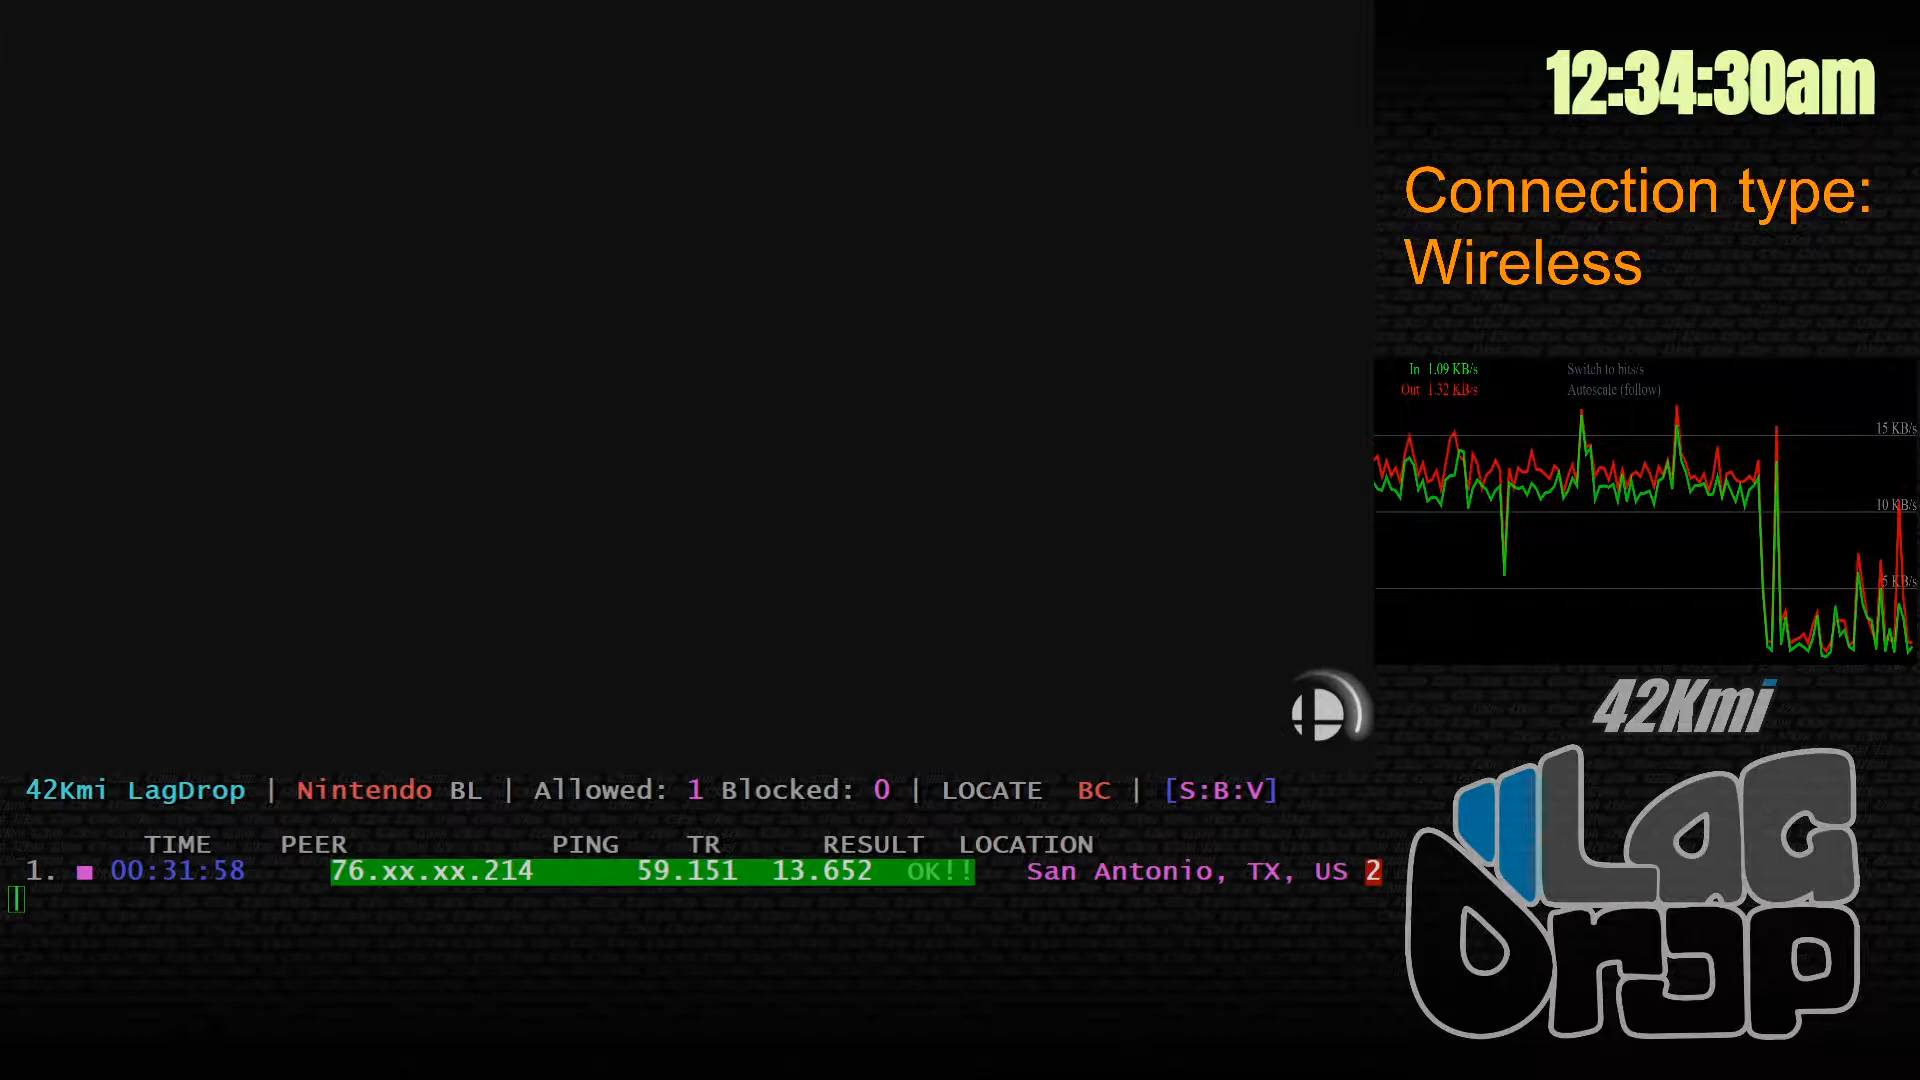 12:34:30am
Connection type:
Wireless
In 1.09 KB/s Switch to bits/s
Out 1.32 KB/s Autoscale (follow)
15 KB/s
10 KB/s
5 KB/s
42Kmi
LagDrop
42Kmi LagDrop | Nintendo BL | Allowed: 1 Blocked: 0 | LOCATE BC | [S:B:V]
TIME PEER PING TR RESULT LOCATION
1. 00:31:58 76.xx.xx.214 59.151 13.652 OK!! San Antonio, TX, US 2